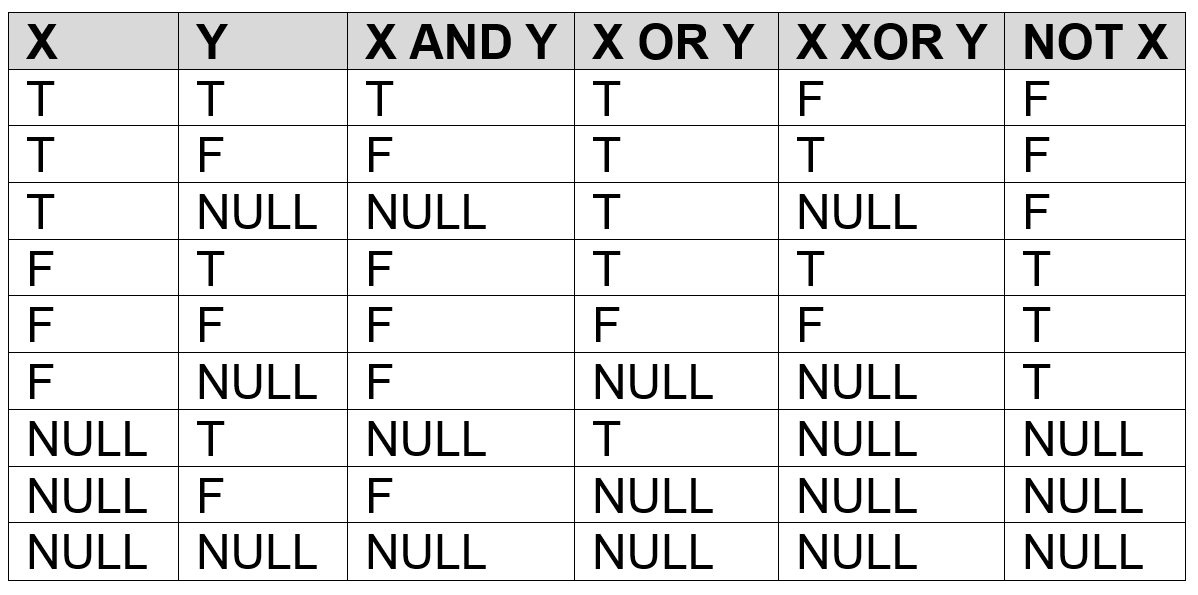 X Y X AND Y X OR Y X XOR Y NOT X
T T T T F F
T F F T T F
T NULL NULL T NULL F
F T F T T T
F F F F F T
F NULL F NULL NULL T
NULL T NULL T NULL NULL
NULL F F NULL NULL NULL
NULL NULL NULL NULL NULL NULL